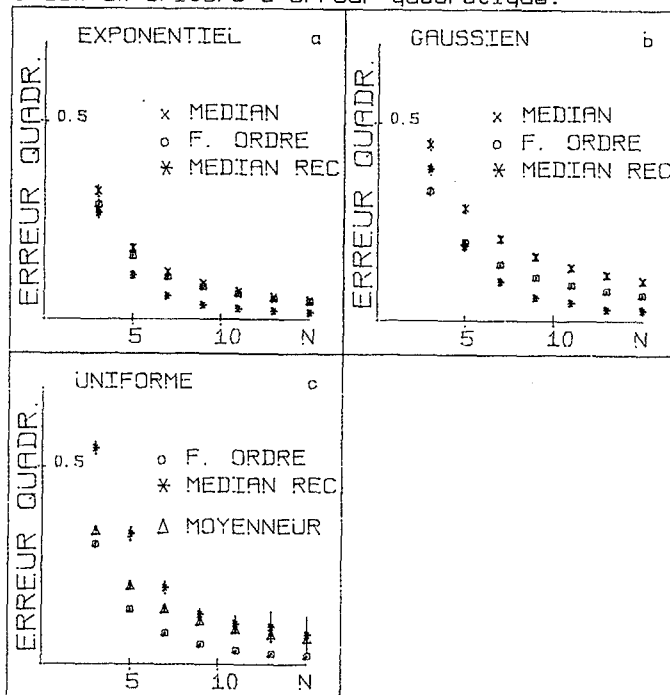 EXPONENTIEL a
ERREUR QUADR.
0.5
x MEDIAN
o F. ORDRE
* MEDIAN REC
5 10 N
GAUSSIEN b
ERREUR QUADR.
0.5
x MEDIAN
o F. ORDRE
* MEDIAN REC
5 10 N
UNIFORME c
ERREUR QUADR.
0.5
o F. ORDRE
* MEDIAN REC
Δ MOYENNEUR
5 10 N